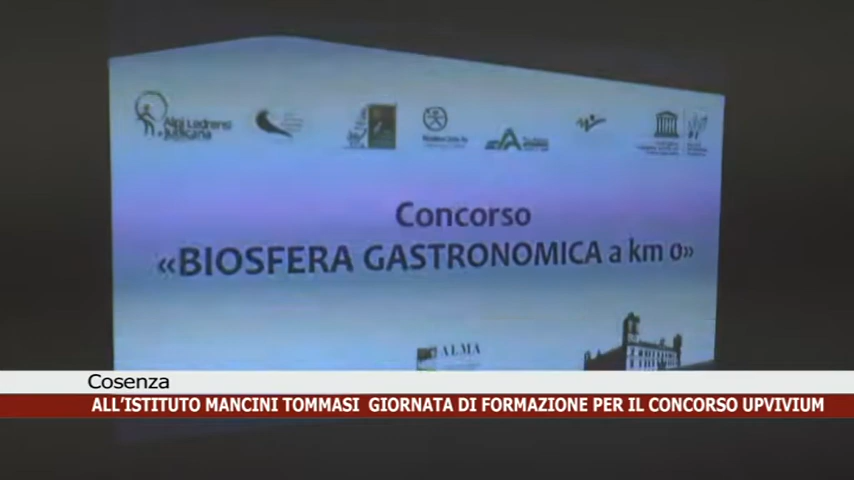 Alpi Ledrensi
Concorso
«BIOSFERA GASTRONOMICA a km 0»
ALMA
Cosenza
ALL'ISTITUTO MANCINI TOMMASI GIORNATA DI FORMAZIONE PER IL CONCORSO UPVIVIUM